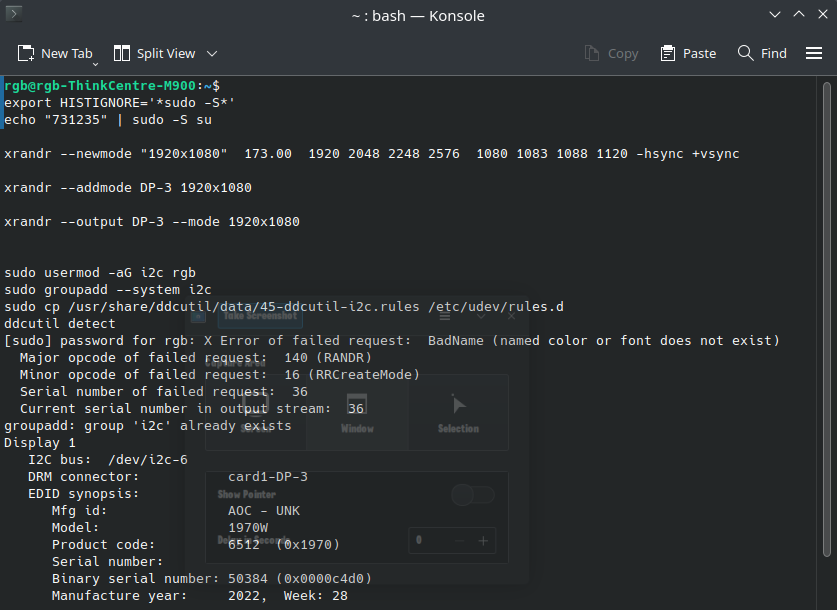 ~ : bash — Konsole
New Tab Split View Copy Paste Find
rgb@rgb-ThinkCentre-M900:~$
export HISTIGNORE='*sudo -S*'
echo "731235" | sudo -S su
xrandr --newmode "1920x1080"  173.00  1920 2048 2248 2576  1080 1083 1088 1120 -hsync +vsync
xrandr --addmode DP-3 1920x1080
xrandr --output DP-3 --mode 1920x1080
sudo usermod -aG i2c rgb
sudo groupadd --system i2c
sudo cp /usr/share/ddcutil/data/45-ddcutil-i2c.rules /etc/udev/rules.d
Take Screenshot
ddcutil detect
[sudo] password for rgb: X Error of failed request:  BadName (named color or font does not exist)
  Major opcode of failed request:  140 (RANDR)
  Minor opcode of failed request:  16 (RRCreateMode)
  Serial number of failed request:  36
  Current serial number in output stream:  36
groupadd: group 'i2c' already exists
Window Selection
Display 1
   I2C bus:  /dev/i2c-6
   DRM connector:           card1-DP-3
   EDID synopsis:
Show Pointer
      Mfg id:               AOC - UNK
      Model:                1970W
      Product code:         6512  (0x1970)
0 - +
      Serial number:
      Binary serial number: 50384 (0x0000c4d0)
      Manufacture year:     2022,  Week: 28